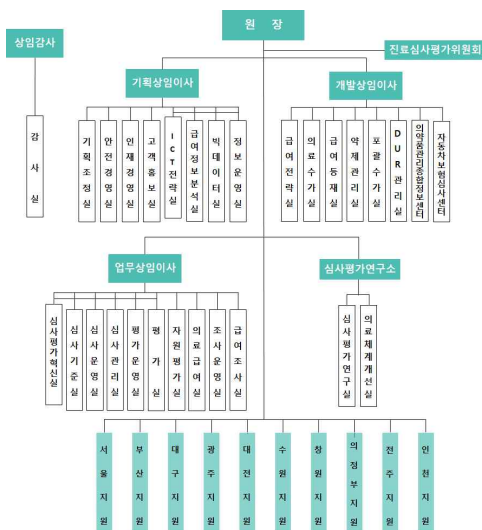 원 장
상임감사
진료심사평가위원회
기획상임이사
개발상임이사
감사실
기획조정실
안전경영실
인재경영실
고객홍보실
ICT전략실
급여정보분석실
빅데이터실
정보운영실
급여전략실
의료수가실
급여등재실
약제관리실
포괄수가실
DUR관리실
의약품관리종합정보센터
자동차보험심사센터
업무상임이사
심사평가연구소
심사평가혁신실
심사기준실
심사운영실
심사관리실
평가운영실
평가실
자원평가실
의료급여실
조사운영실
급여조사실
심사평가연구실
의료체계개선실
서울지원
부산지원
대구지원
광주지원
대전지원
수원지원
창원지원
의정부지원
전주지원
인천지원